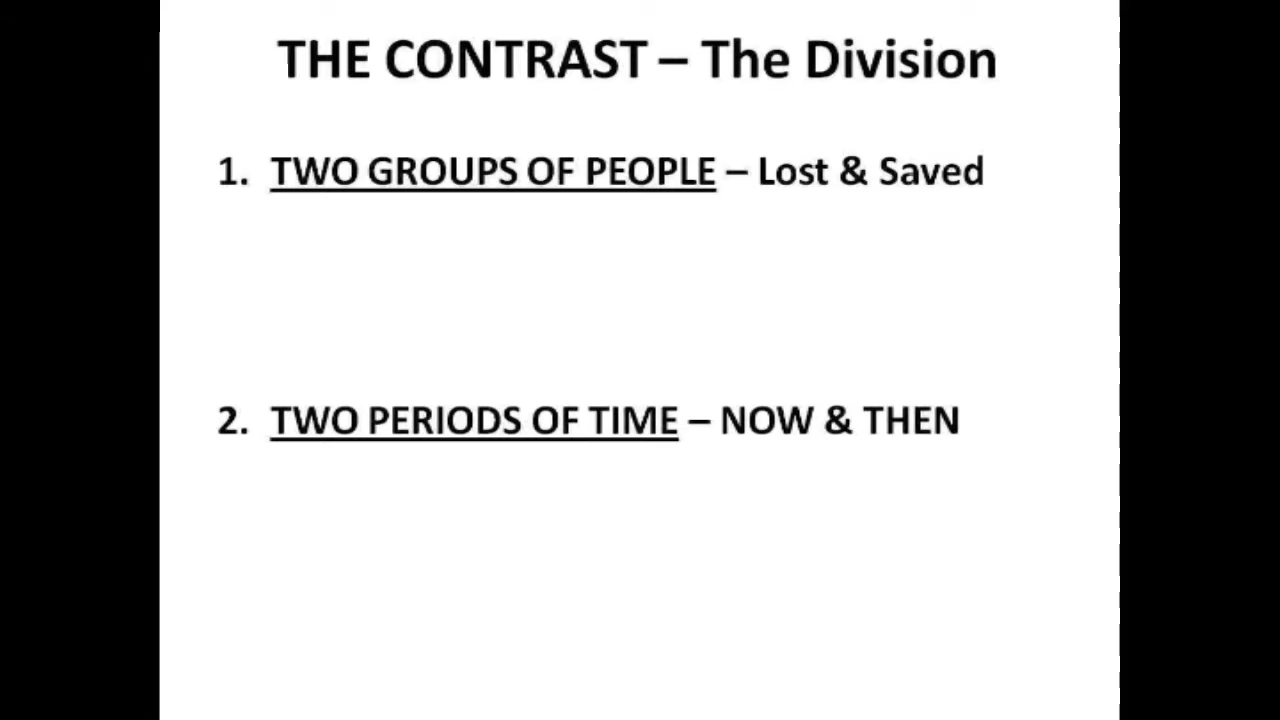 THE CONTRAST – The Division
1. TWO GROUPS OF PEOPLE – Lost & Saved
2. TWO PERIODS OF TIME – NOW & THEN